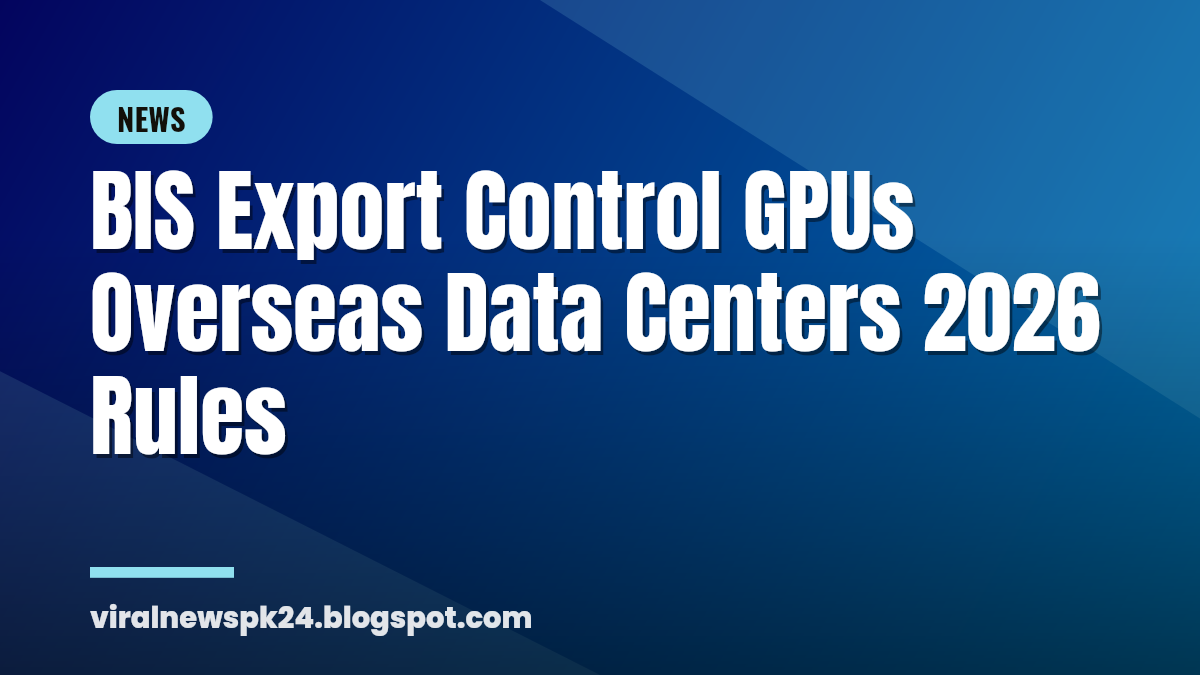 NEWS
BIS Export Control GPUs
Overseas Data Centers 2026
Rules
viralnewspk24.blogspot.com